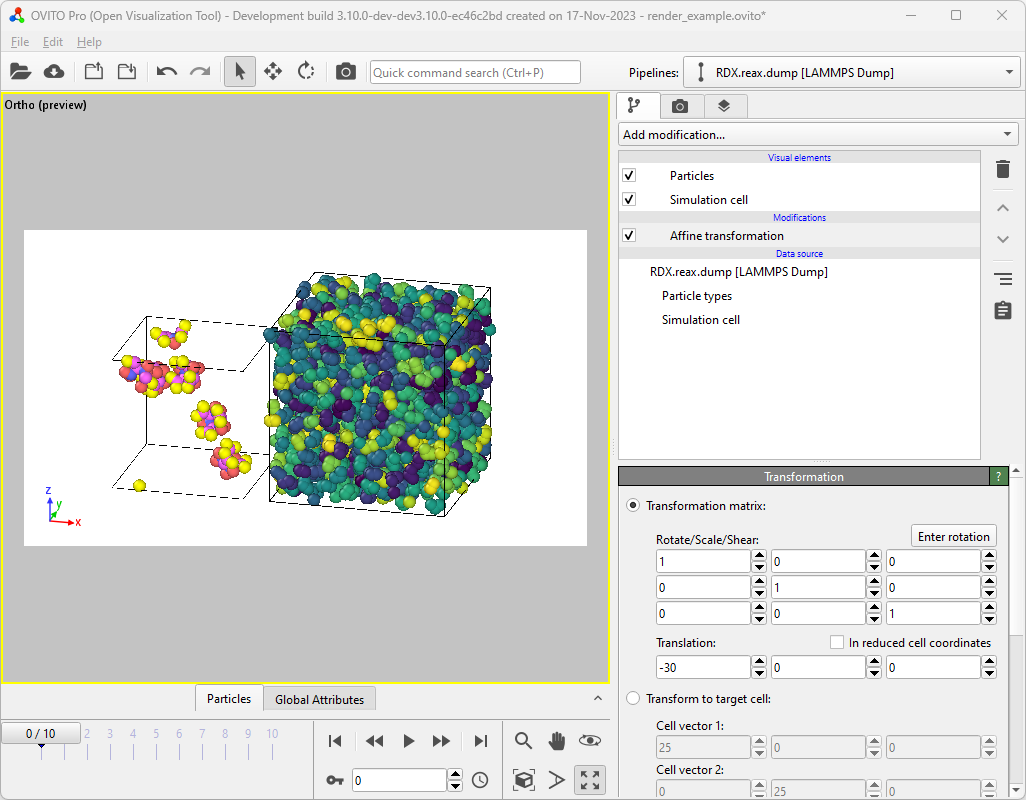 OVITO Pro (Open Visualization Tool) - Development build 3.10.0-dev-dev3.10.0-ec46c2bd created on 17-Nov-2023 - render_example.ovito*
File Edit Help
Quick command search (Ctrl+P)
Pipelines:
RDX.reax.dump [LAMMPS Dump]
Ortho (preview)
z
y
x
Add modification...
Visual elements
Particles
Simulation cell
Modifications
Affine transformation
Data source
RDX.reax.dump [LAMMPS Dump]
Particle types
Simulation cell
Transformation
?
Transformation matrix:
Rotate/Scale/Shear:
Enter rotation
1 0 0
0 1 0
0 0 1
Translation:
In reduced cell coordinates
-30 0 0
Transform to target cell:
Cell vector 1:
25 0 0
Cell vector 2:
0 25 0
Particles
Global Attributes
0 / 10
2 3 4 5 6 7 8 9 10
0